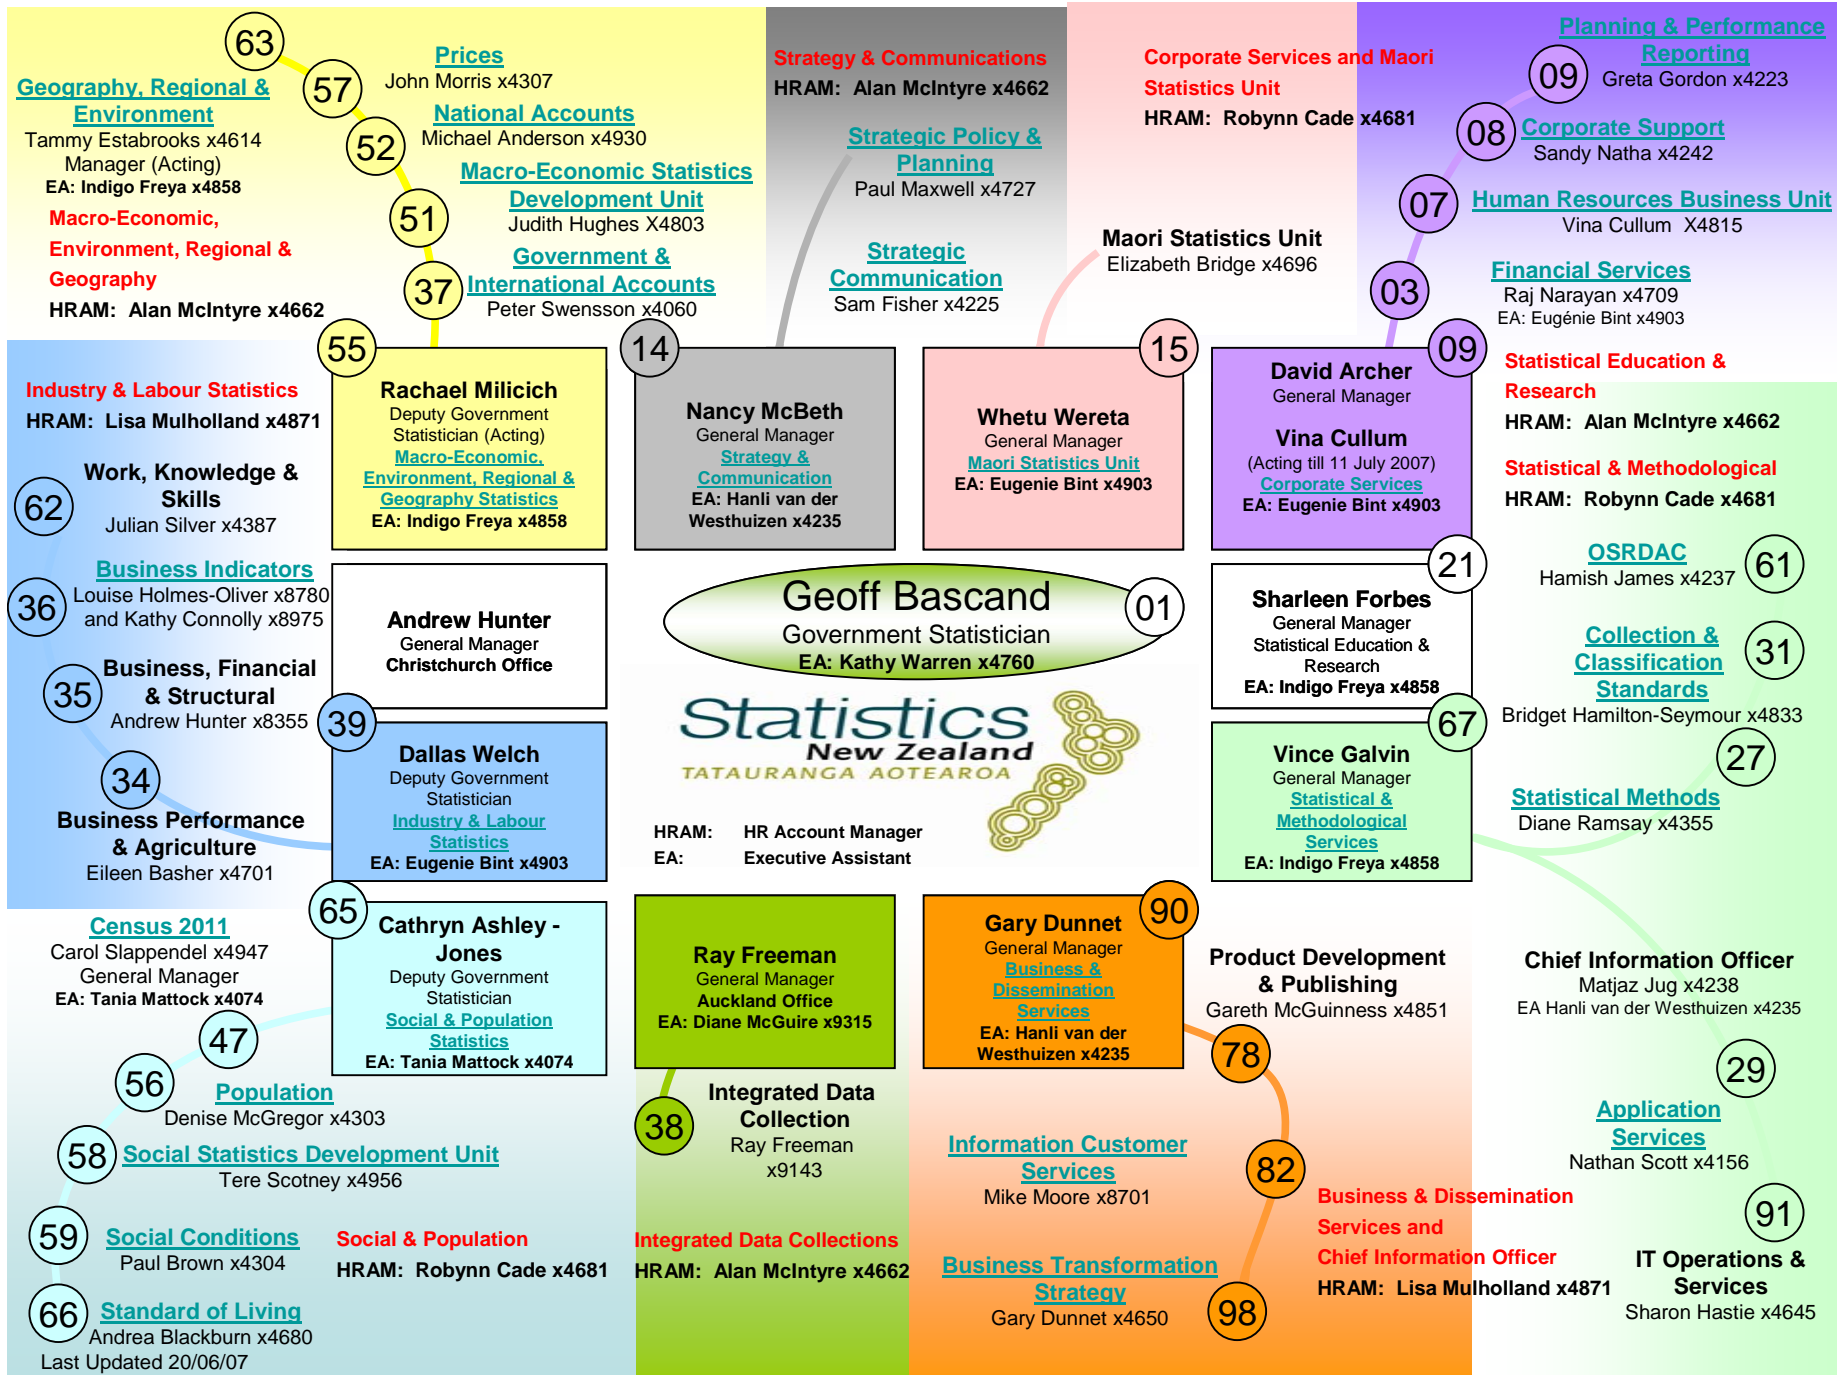 63
57
52
51
37
55
Geography, Regional &
Environment
Tammy Estabrooks x4614
Manager (Acting)
EA: Indigo Freya x4858
Macro-Economic,
Environment, Regional &
Geography
HRAM: Alan McIntyre x4662
Prices
John Morris x4307
National Accounts
Michael Anderson x4930
Macro-Economic Statistics
Development Unit
Judith Hughes X4803
Government &
International Accounts
Peter Swensson x4060
Strategy & Communications
HRAM: Alan McIntyre x4662
Strategic Policy &
Planning
Paul Maxwell x4727
Strategic
Communication
Sam Fisher x4225
Corporate Services and Maori
Statistics Unit
HRAM: Robynn Cade x4681
Maori Statistics Unit
Elizabeth Bridge x4696
Planning & Performance
Reporting
Greta Gordon x4223
09
08
Corporate Support
Sandy Natha x4242
07
Human Resources Business Unit
Vina Cullum X4815
03
Financial Services
Raj Narayan x4709
EA: Eugénie Bint x4903
Rachael Milicich
Deputy Government
Statistician (Acting)
Macro-Economic,
Environment, Regional &
Geography Statistics
EA: Indigo Freya x4858
14
Nancy McBeth
General Manager
Strategy &
Communication
EA: Hanli van der
Westhuizen x4235
15
Whetu Wereta
General Manager
Maori Statistics Unit
EA: Eugenie Bint x4903
09
David Archer
General Manager
Vina Cullum
(Acting till 11 July 2007)
Corporate Services
EA: Eugenie Bint x4903
Statistical Education &
Research
HRAM: Alan McIntyre x4662
Statistical & Methodological
HRAM: Robynn Cade x4681
Industry & Labour Statistics
HRAM: Lisa Mulholland x4871
62
Work, Knowledge &
Skills
Julian Silver x4387
36
Business Indicators
Louise Holmes-Oliver x8780
and Kathy Connolly x8975
35
Business, Financial
& Structural
Andrew Hunter x8355
34
Business Performance
& Agriculture
Eileen Basher x4701
Andrew Hunter
General Manager
Christchurch Office
Geoff Bascand
Government Statistician
EA: Kathy Warren x4760
01
21
Sharleen Forbes
General Manager
Statistical Education &
Research
EA: Indigo Freya x4858
OSRDAC
Hamish James x4237
61
Collection &
Classification
Standards
Bridget Hamilton-Seymour x4833
31
27
Statistical Methods
Diane Ramsay x4355
39
Dallas Welch
Deputy Government
Statistician
Industry & Labour
Statistics
EA: Eugenie Bint x4903
Statistics
New Zealand
TATAURANGA AOTEAROA
HRAM: HR Account Manager
EA: Executive Assistant
67
Vince Galvin
General Manager
Statistical &
Methodological
Services
EA: Indigo Freya x4858
65
Cathryn Ashley -
Jones
Deputy Government
Statistician
Social & Population
Statistics
EA: Tania Mattock x4074
Census 2011
Carol Slappendel x4947
General Manager
EA: Tania Mattock x4074
47
56
Population
Denise McGregor x4303
58
Social Statistics Development Unit
Tere Scotney x4956
59
Social Conditions
Paul Brown x4304
66
Standard of Living
Andrea Blackburn x4680
Last Updated 20/06/07
Social & Population
HRAM: Robynn Cade x4681
Ray Freeman
General Manager
Auckland Office
EA: Diane McGuire x9315
38
Integrated Data
Collection
Ray Freeman
x9143
Integrated Data Collections
HRAM: Alan McIntyre x4662
90
Gary Dunnet
General Manager
Business &
Dissemination
Services
EA: Hanli van der
Westhuizen x4235
Product Development
& Publishing
Gareth McGuinness x4851
78
Information Customer
Services
Mike Moore x8701
82
Business Transformation
Strategy
Gary Dunnet x4650
98
Business & Dissemination
Services and
Chief Information Officer
HRAM: Lisa Mulholland x4871
Chief Information Officer
Matjaz Jug x4238
EA Hanli van der Westhuizen x4235
29
Application
Services
Nathan Scott x4156
91
IT Operations &
Services
Sharon Hastie x4645